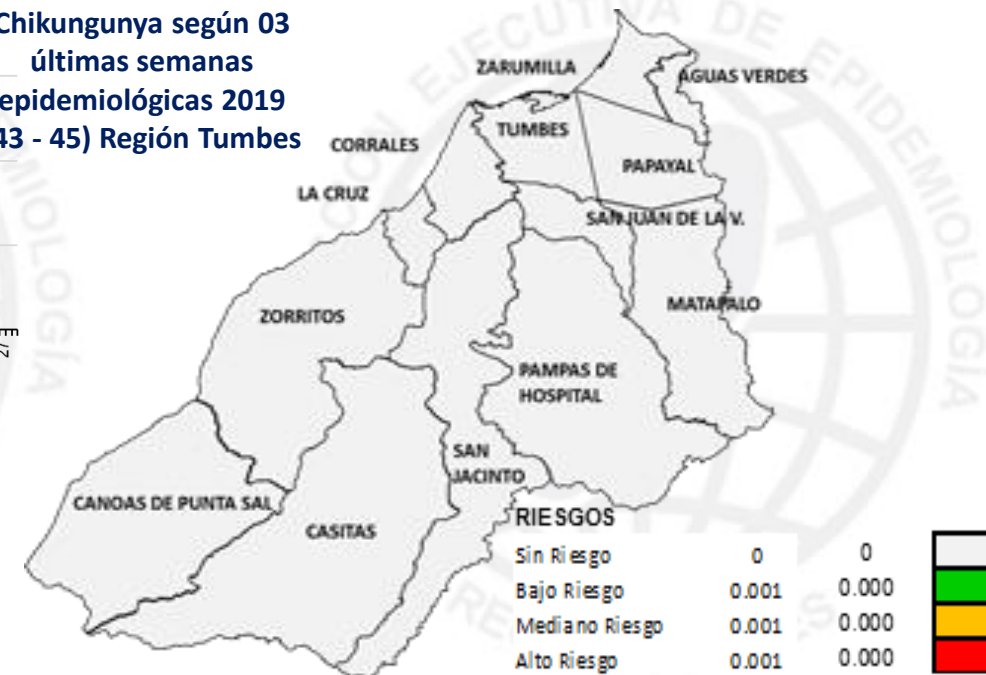 Chikungunya según 03
últimas semanas
epidemiológicas 2019
43 - 45) Región Tumbes
ZARUMILLA
AGUAS VERDES
CORRALES
TUMBES
PAPAYAL
LA CRUZ
SAN JUAN DE LA V.
ZORRITOS
MATAPALO
PAMPAS DE
HOSPITAL
SAN
JACINTO
CANOAS DE PUNTA SAL
CASITAS
RIESGOS
Sin Riesgo 0 0
Bajo Riesgo 0.001 0.000
Mediano Riesgo 0.001 0.000
Alto Riesgo 0.001 0.000
EJECUTIVA DE EPIDEMIOLOGÍA